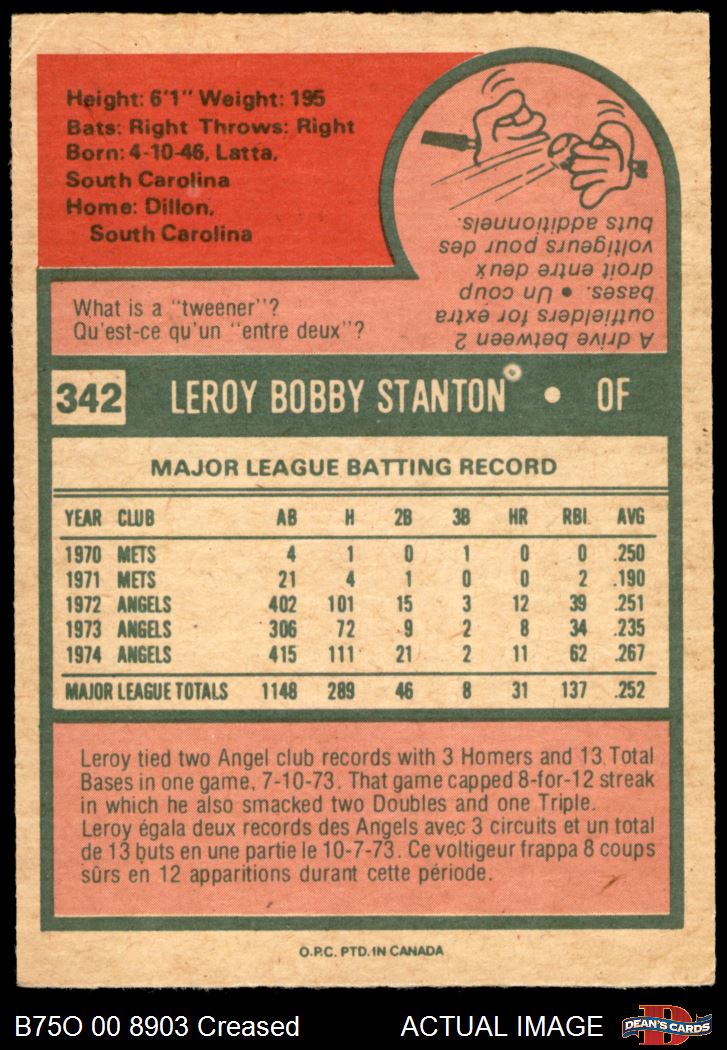 Height: 6'1" Weight: 195
Bats: Right Throws: Right
Born: 4-10-46, Latta,
South Carolina
Home: Dillon,
South Carolina
What is a "tweener"?
Qu'est-ce qu'un "entre deux"?
A drive between 2
outfielders for extra
bases. • Un coup
droit entre deux
voltigeurs pour des
buts additionnels.
342 LEROY BOBBY STANTON • OF
MAJOR LEAGUE BATTING RECORD
YEAR CLUB AB H 2B 3B HR RBI AVG
1970 METS 4 1 0 1 0 0 .250
1971 METS 21 4 1 0 0 2 .190
1972 ANGELS 402 101 15 3 12 39 .251
1973 ANGELS 306 72 9 2 8 34 .235
1974 ANGELS 415 111 21 2 11 62 .267
MAJOR LEAGUE TOTALS 1148 289 46 8 31 137 .252
Leroy tied two Angel club records with 3 Homers and 13 Total
Bases in one game, 7-10-73. That game capped 8-for-12 streak
in which he also smacked two Doubles and one Triple.
Leroy égala deux records des Angels avec 3 circuits et un total
de 13 buts en une partie le 10-7-73. Ce voltigeur frappa 8 coups
sûrs en 12 apparitions durant cette période.
O.P.C. PTD. IN CANADA
B75O 00 8903 Creased ACTUAL IMAGE
D
DEAN'S CARDS